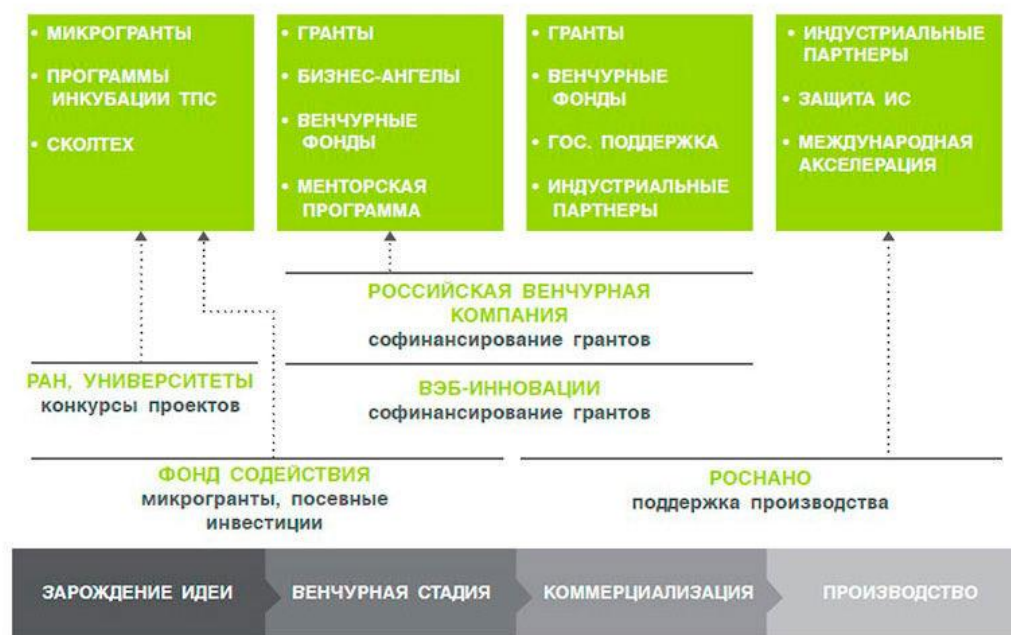 • МИКРОГРАНТЫ
• ПРОГРАММЫ
ИНКУБАЦИИ ТПС
• СКОЛТЕХ
• ГРАНТЫ
• БИЗНЕС-АНГЕЛЫ
• ВЕНЧУРНЫЕ
ФОНДЫ
• МЕНТОРСКАЯ
ПРОГРАММА
• ГРАНТЫ
• ВЕНЧУРНЫЕ
ФОНДЫ
• ГОС. ПОДДЕРЖКА
• ИНДУСТРИАЛЬНЫЕ
ПАРТНЕРЫ
• ИНДУСТРИАЛЬНЫЕ
ПАРТНЕРЫ
• ЗАЩИТА ИС
• МЕЖДУНАРОДНАЯ
АКСЕЛЕРАЦИЯ
РОССИЙСКАЯ ВЕНЧУРНАЯ
КОМПАНИЯ
софинансирование грантов
РАН, УНИВЕРСИТЕТЫ
конкурсы проектов
ВЭБ-ИННОВАЦИИ
софинансирование грантов
ФОНД СОДЕЙСТВИЯ
микрогранты, посевные
инвестиции
РОСНАНО
поддержка производства
ЗАРОЖДЕНИЕ ИДЕИ
ВЕНЧУРНАЯ СТАДИЯ
КОММЕРЦИАЛИЗАЦИЯ
ПРОИЗВОДСТВО